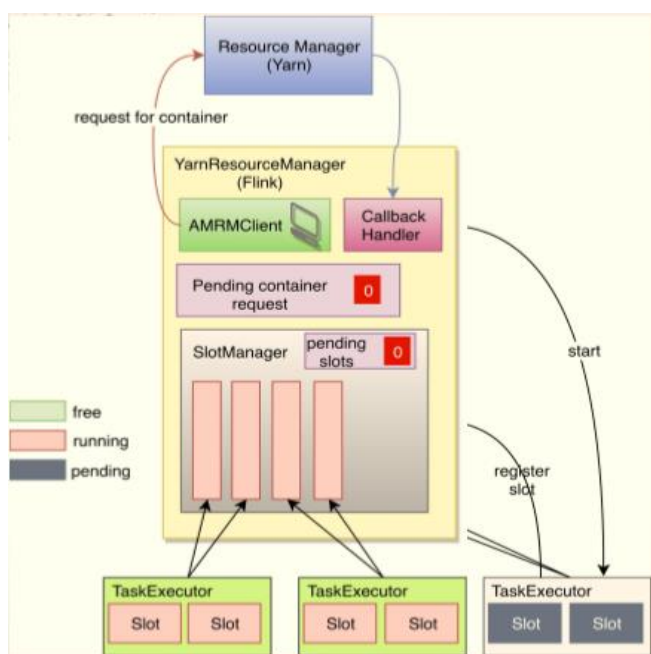 Resource Manager
(Yarn)
request for container
YarnResourceManager
(Flink)
AMRMClient
Callback
Handler
Pending container
request
0
SlotManager
pending
slots
0
start
free
running
pending
register
slot
TaskExecutor
Slot
Slot
TaskExecutor
Slot
Slot
TaskExecutor
Slot
Slot